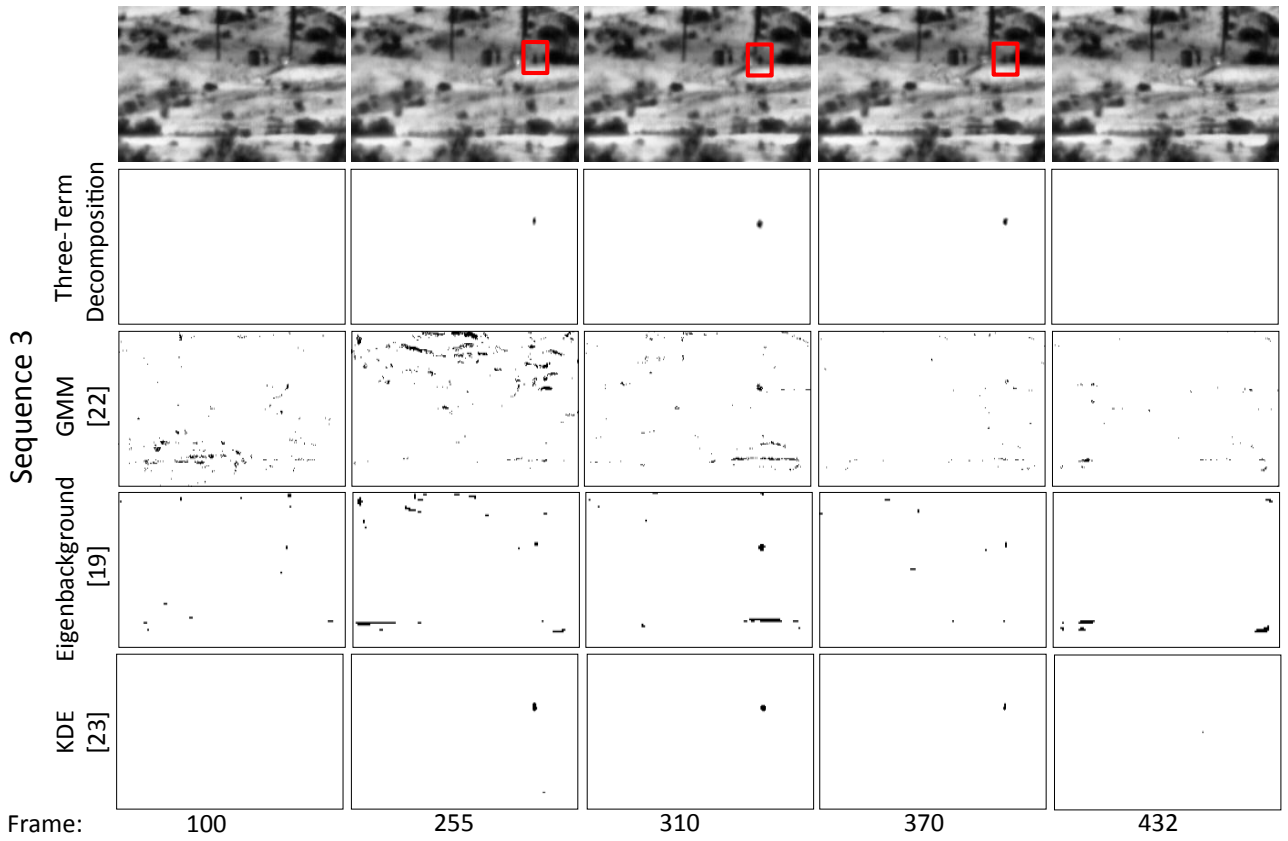 Sequence 3
Three-Term
Decomposition
GMM
[22]
Eigenbackground
[19]
KDE
[23]
Frame: 100 255 310 370 432